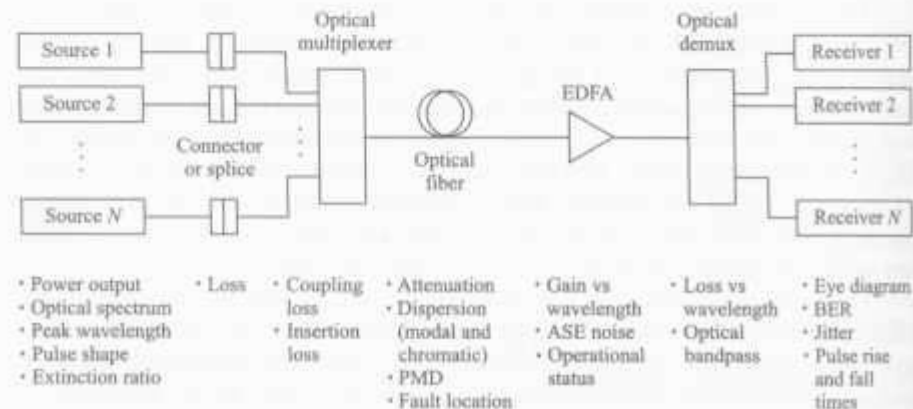 Source 1
Source 2
Source N
Connector
or splice
Optical
multiplexer
Optical
fiber
EDFA
Optical
demux
Receiver 1
Receiver 2
Receiver N
• Power output
• Optical spectrum
• Peak wavelength
• Pulse shape
• Extinction ratio
• Loss
• Coupling
loss
• Insertion
loss
• Attenuation
• Dispersion
(modal and
chromatic)
• PMD
• Fault location
• Gain vs
wavelength
• ASE noise
• Operational
status
• Loss vs
wavelength
• Optical
bandpass
• Eye diagram
• BER
• Jitter
• Pulse rise
and fall
times